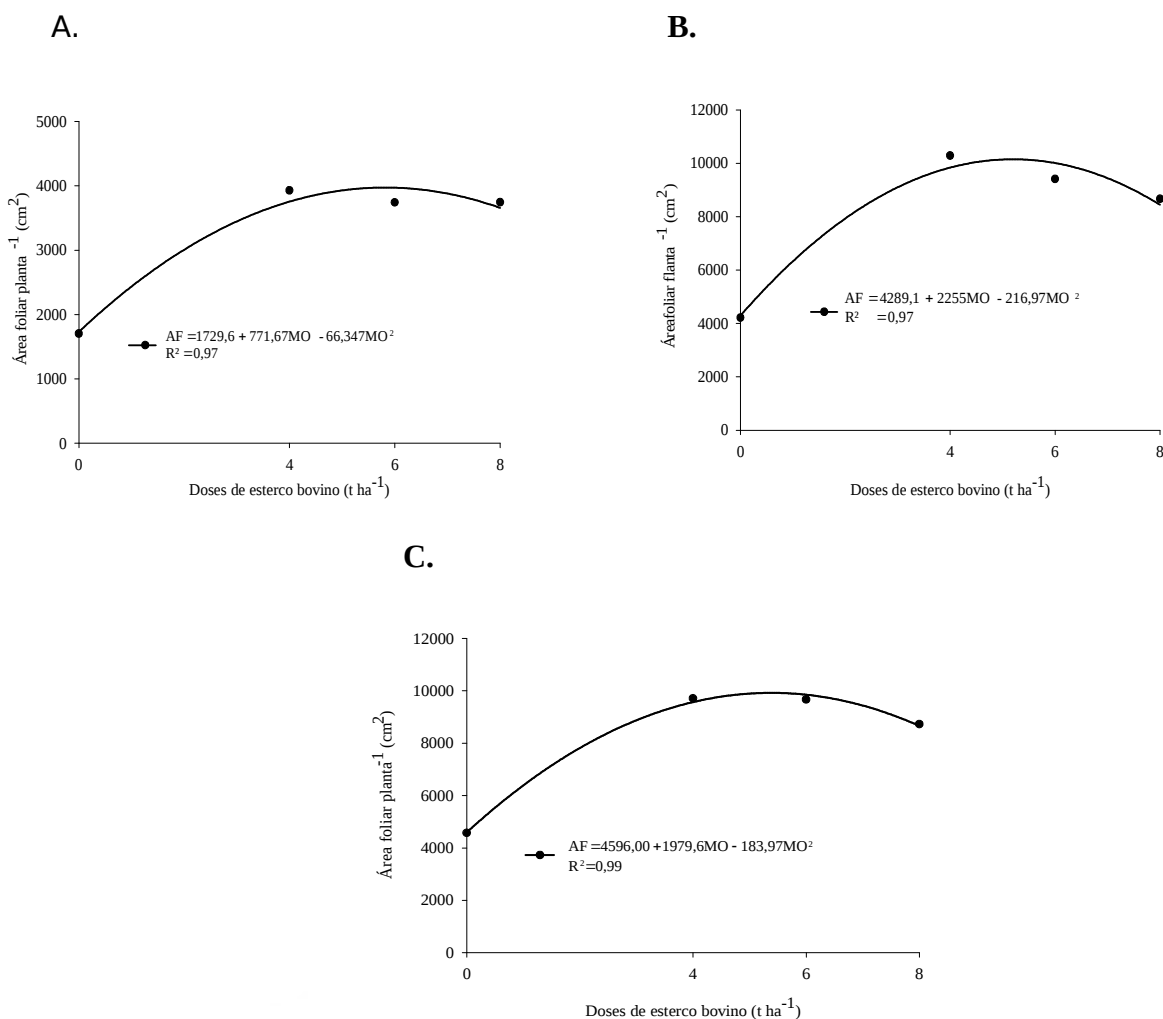 A.
5000
4000
3000
2000
1000
0
Área foliar planta -1 (cm2)
AF =1729,6 + 771,67MO - 66,347MO2
R2 =0,97
0 4 6 8
Doses de esterco bovino (t ha-1)
B.
12000
10000
8000
6000
4000
2000
0
Áreafoliar flanta -1 (cm2)
AF = 4289,1 + 2255MO - 216,97MO 2
R2 =0,97
0 4 6 8
Doses de esterco bovino (t ha-1)
C.
12000
10000
8000
6000
4000
2000
0
Área foliar planta-1 (cm2)
AF =4596,00 +1979,6MO - 183,97MO2
R2=0,99
0 4 6 8
Doses de esterco bovino (t ha-1)